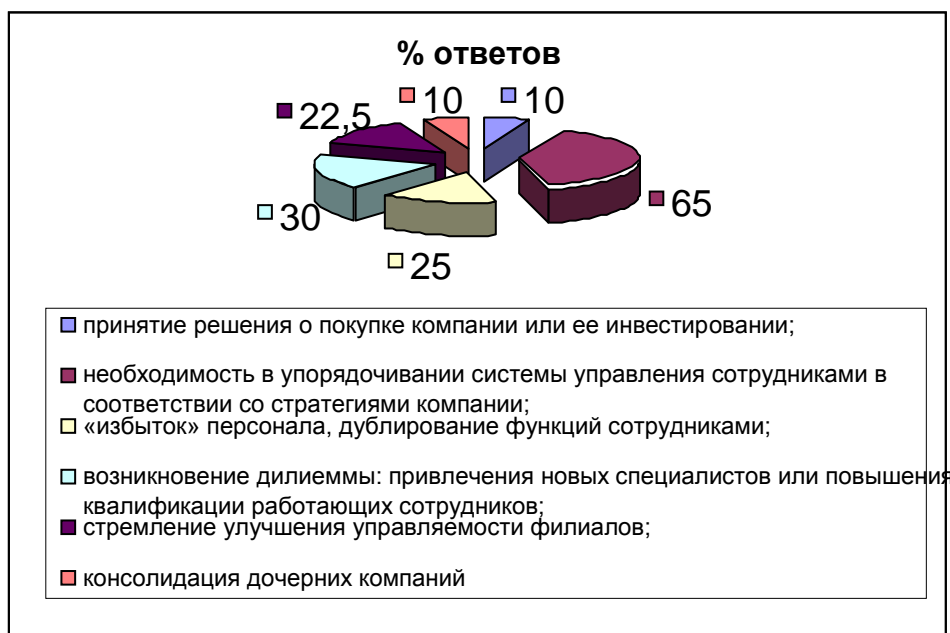 % ответов
10
10
22,5
65
30
25
принятие решения о покупке компании или ее инвестировании;
необходимость в упорядочивании системы управления сотрудниками в
соответствии со стратегиями компании;
«избыток» персонала, дублирование функций сотрудниками;
возникновение дилиеммы: привлечения новых специалистов или повышения
квалификации работающих сотрудников;
стремление улучшения управляемости филиалов;
консолидация дочерних компаний